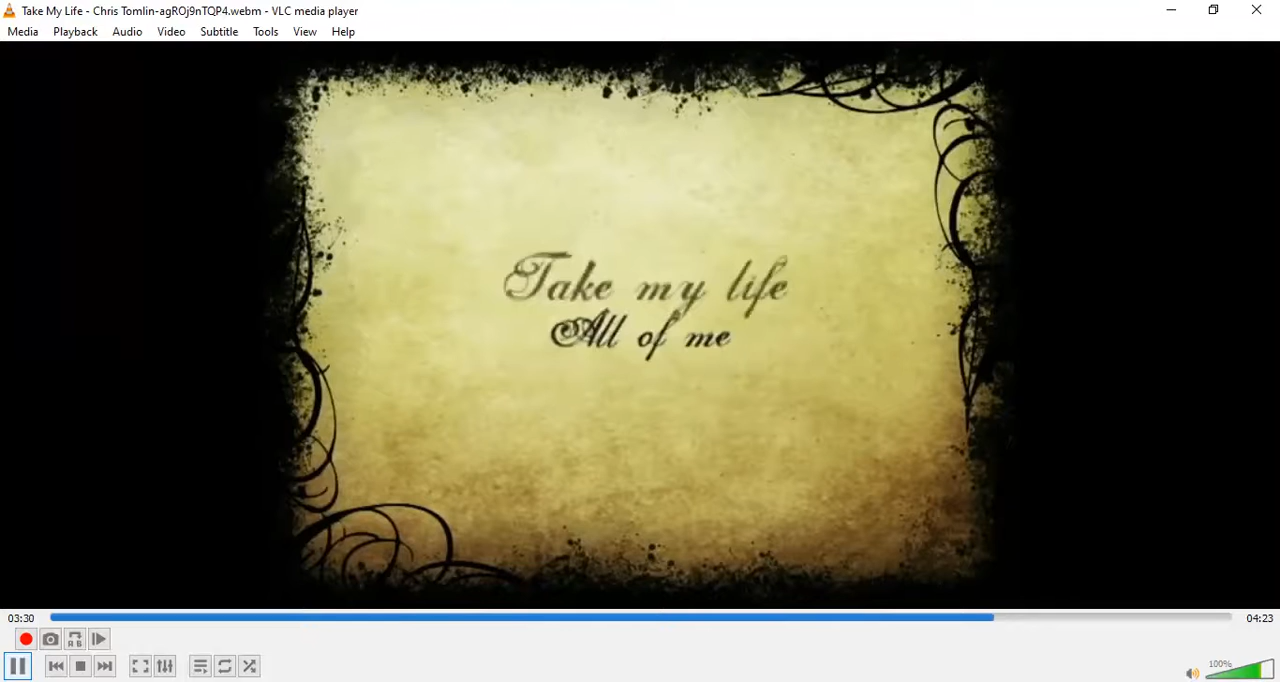 Take My Life - Chris Tomlin-agROj9nTQP4.webm - VLC media player
Media Playback Audio Video Subtitle Tools View Help
Take my life
All of me
03:30 04:23
100%